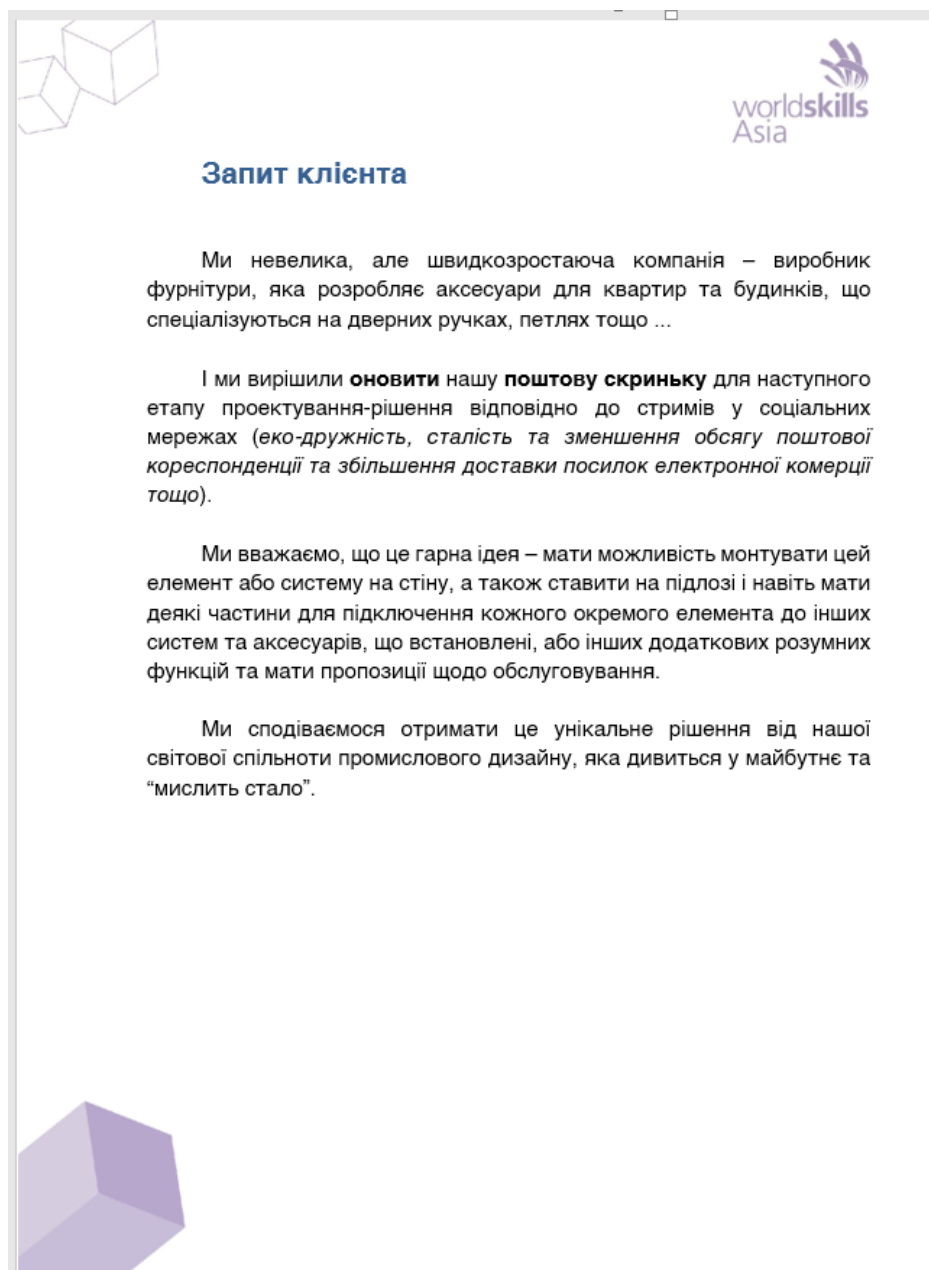 worldskills
Asia
Запит клієнта
Ми невелика, але швидкозростаюча компанія – виробник
фурнітури, яка розробляє аксесуари для квартир та будинків, що
спеціалізуються на дверних ручках, петлях тощо ...
І ми вирішили оновити нашу поштову скриньку для наступного
етапу проектування-рішення відповідно до стримів у соціальних
мережах (еко-дружність, сталість та зменшення обсягу поштової
кореспонденції та збільшення доставки посилок електронної комерції
тощо).
Ми вважаємо, що це гарна ідея – мати можливість монтувати цей
елемент або систему на стіну, а також ставити на підлозі і навіть мати
деякі частини для підключення кожного окремого елемента до інших
систем та аксесуарів, що встановлені, або інших додаткових розумних
функцій та мати пропозиції щодо обслуговування.
Ми сподіваємося отримати це унікальне рішення від нашої
світової спільноти промислового дизайну, яка дивиться у майбутнє та
“мислить стало”.